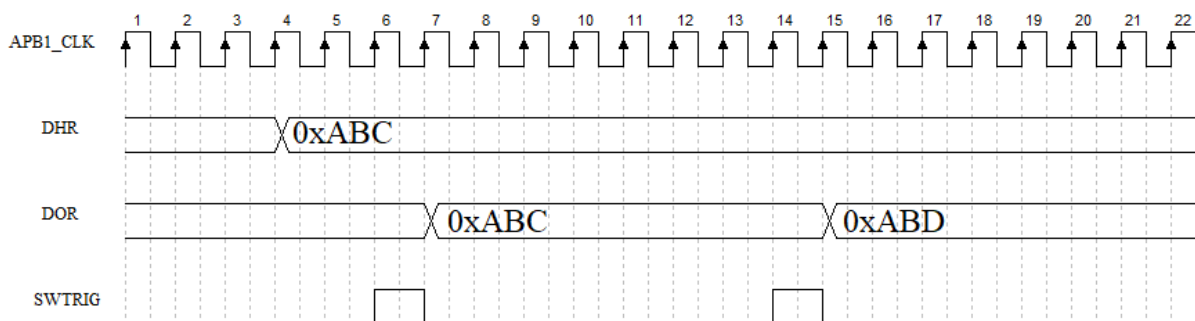 1 2 3 4 5 6 7 8 9 10 11 12 13 14 15 16 17 18 19 20 21 22
APB1_CLK
DHR 0xABC
DOR 0xABC 0xABD
SWTRIG